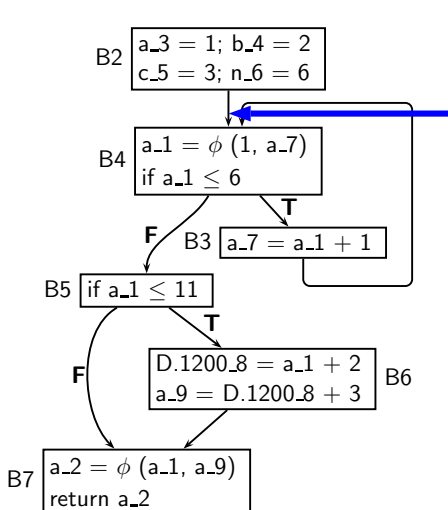 B2
a_3 = 1; b_4 = 2
c_5 = 3; n_6 = 6
B4
a_1 = ϕ (1, a_7)
if a_1 ≤ 6
T
F
B3
a_7 = a_1 + 1
B5
if a_1 ≤ 11
T
F
D.1200_8 = a_1 + 2
a_9 = D.1200_8 + 3
B6
B7
a_2 = ϕ (a_1, a_9)
return a_2